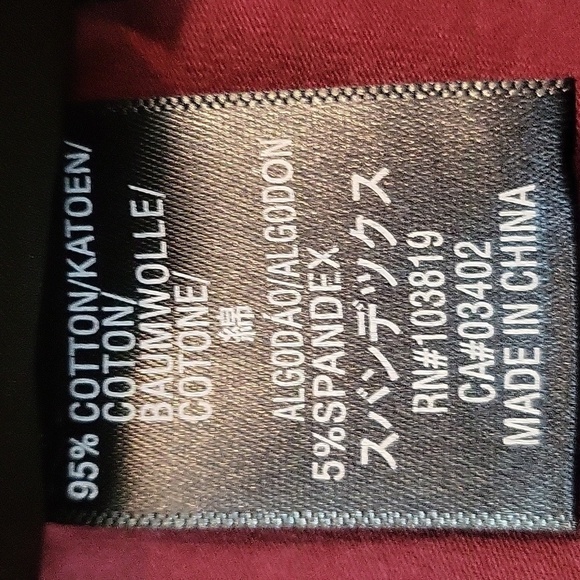 95% COTTON/KATOEN/
COTON/
BAUMWOLLE/
COTONE/
綿
ALGODÃO/ALGODON
5%SPANDEX
スパンデックス
RN#103819
CA#03402
MADE IN CHINA